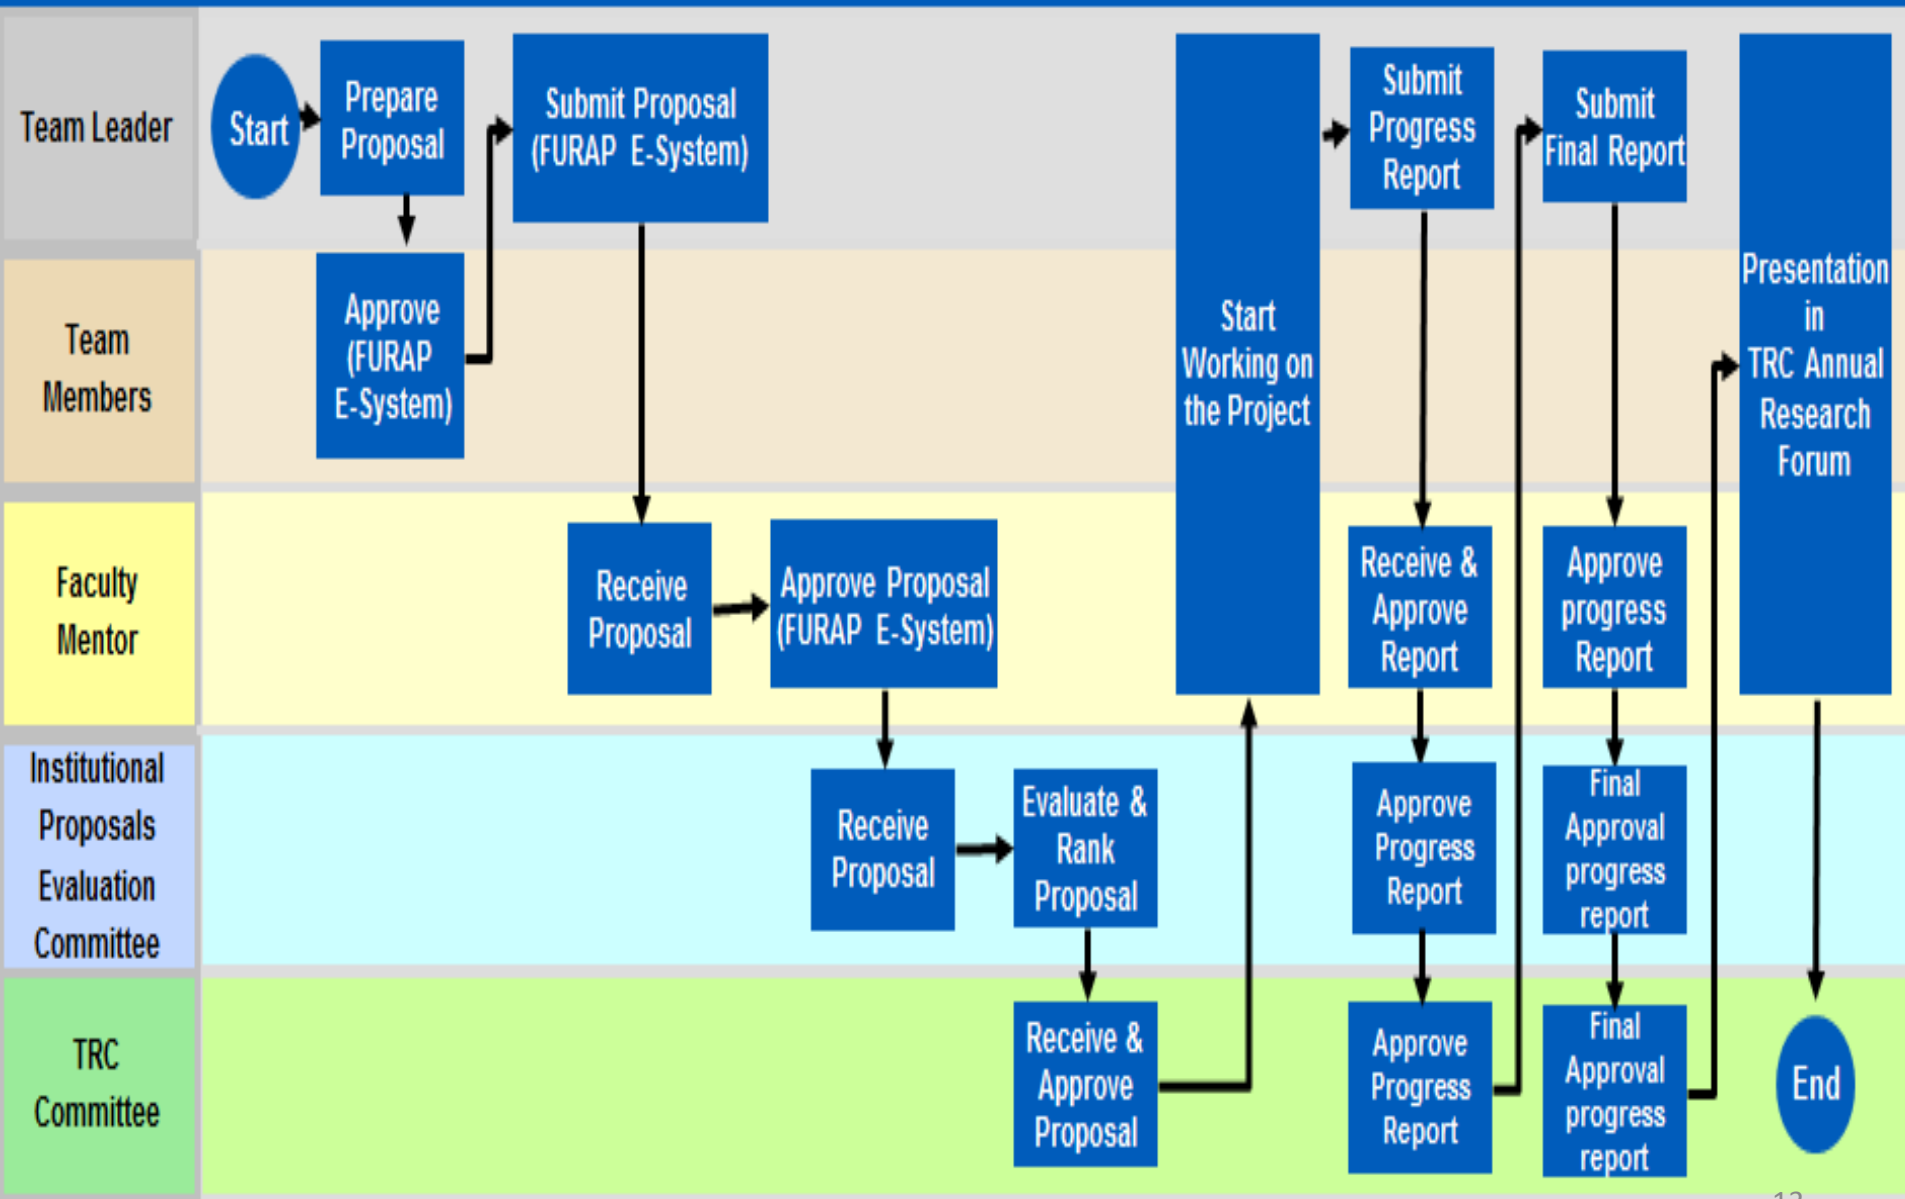 Team Leader
Start
Prepare
Proposal
Submit Proposal
(FURAP E-System)
Submit
Progress
Report
Submit
Final Report
Team
Members
Approve
(FURAP
E-System)
Start
Working on
the Project
Presentation
in
TRC Annual
Research
Forum
Faculty
Mentor
Receive
Proposal
Approve Proposal
(FURAP E-System)
Receive &
Approve
Report
Approve
progress
Report
Institutional
Proposals
Evaluation
Committee
Receive
Proposal
Evaluate &
Rank
Proposal
Approve
Progress
Report
Final
Approval
progress
report
TRC
Committee
Receive &
Approve
Proposal
Approve
Progress
Report
Final
Approval
progress
report
End